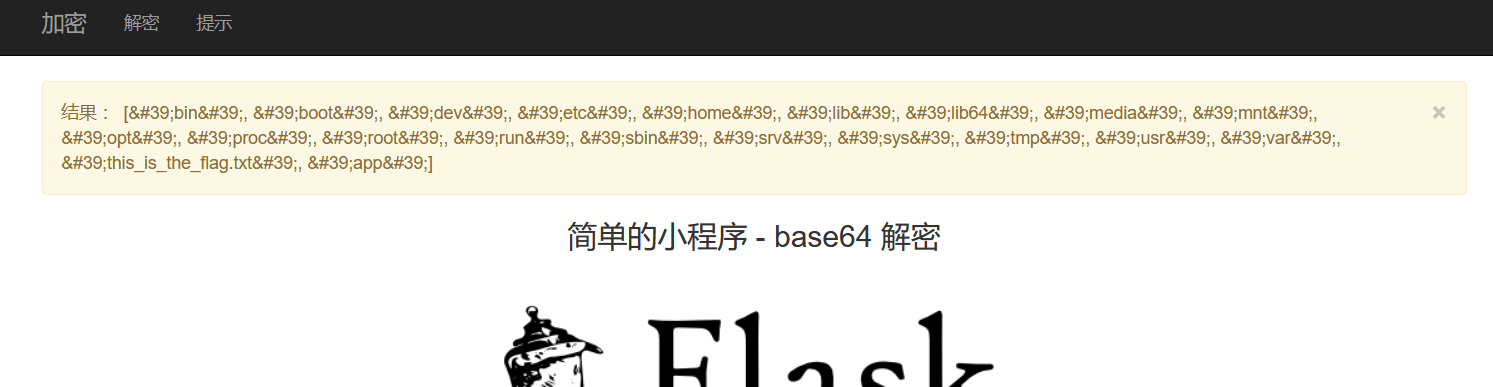 加密 解密 提示
结果： [&#39;bin&#39;, &#39;boot&#39;, &#39;dev&#39;, &#39;etc&#39;, &#39;home&#39;, &#39;lib&#39;, &#39;lib64&#39;, &#39;media&#39;, &#39;mnt&#39;, ×
&#39;opt&#39;, &#39;proc&#39;, &#39;root&#39;, &#39;run&#39;, &#39;sbin&#39;, &#39;srv&#39;, &#39;sys&#39;, &#39;tmp&#39;, &#39;usr&#39;, &#39;var&#39;,
&#39;this_is_the_flag.txt&#39;, &#39;app&#39;]
简单的小程序 - base64 解密
Flask